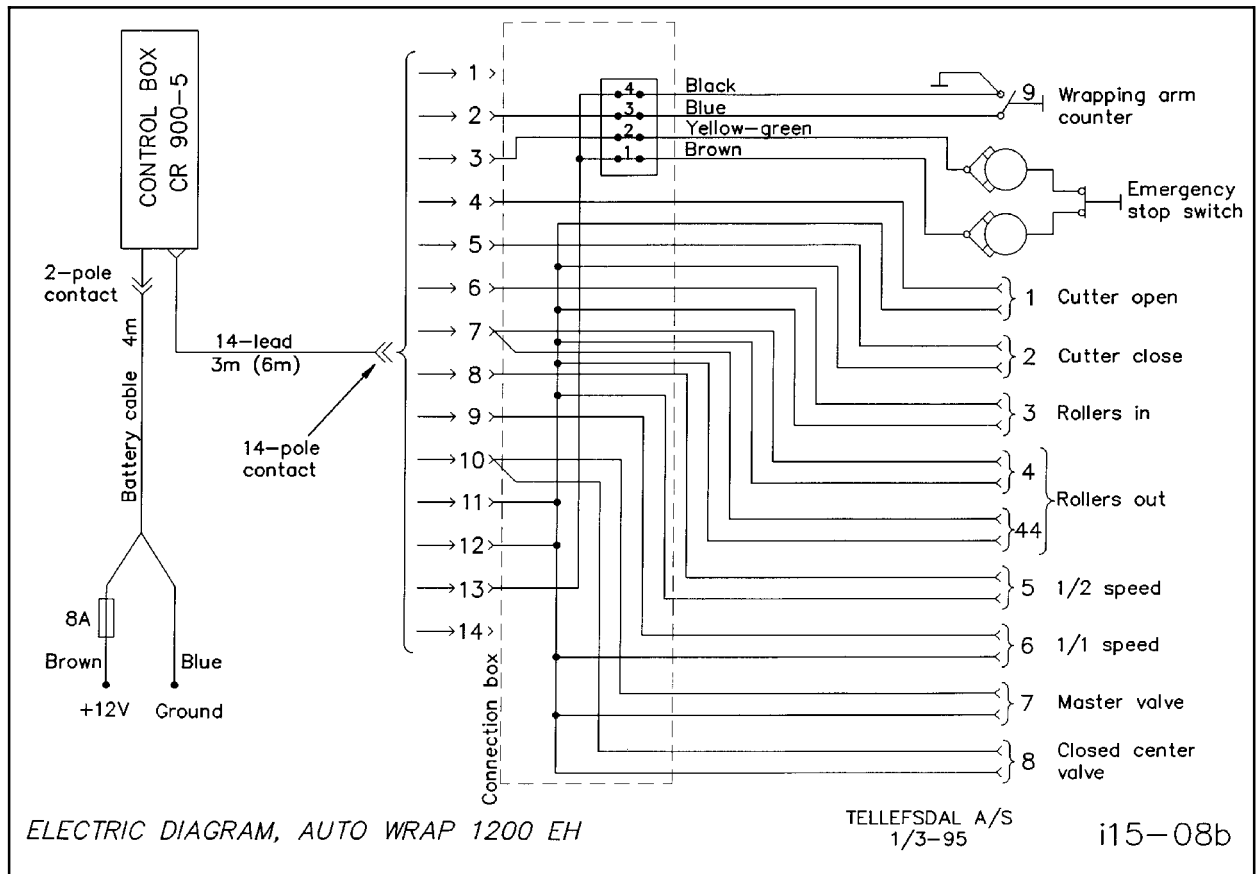 CONTROL BOX
CR 900-5
2-pole
contact
Battery cable 4m
14-lead
3m (6m)
14-pole
contact
8A
Brown
Blue
+12V
Ground
1
2
3
4
5
6
7
8
9
10
11
12
13
14
Connection box
4
3
2
1
Black
Blue
Yellow-green
Brown
9 Wrapping arm
counter
Emergency
stop switch
1 Cutter open
2 Cutter close
3 Rollers in
4
Rollers out
44
5 1/2 speed
6 1/1 speed
7 Master valve
8 Closed center
valve
ELECTRIC DIAGRAM, AUTO WRAP 1200 EH
TELLEFSDAL A/S
1/3-95
i15-08b